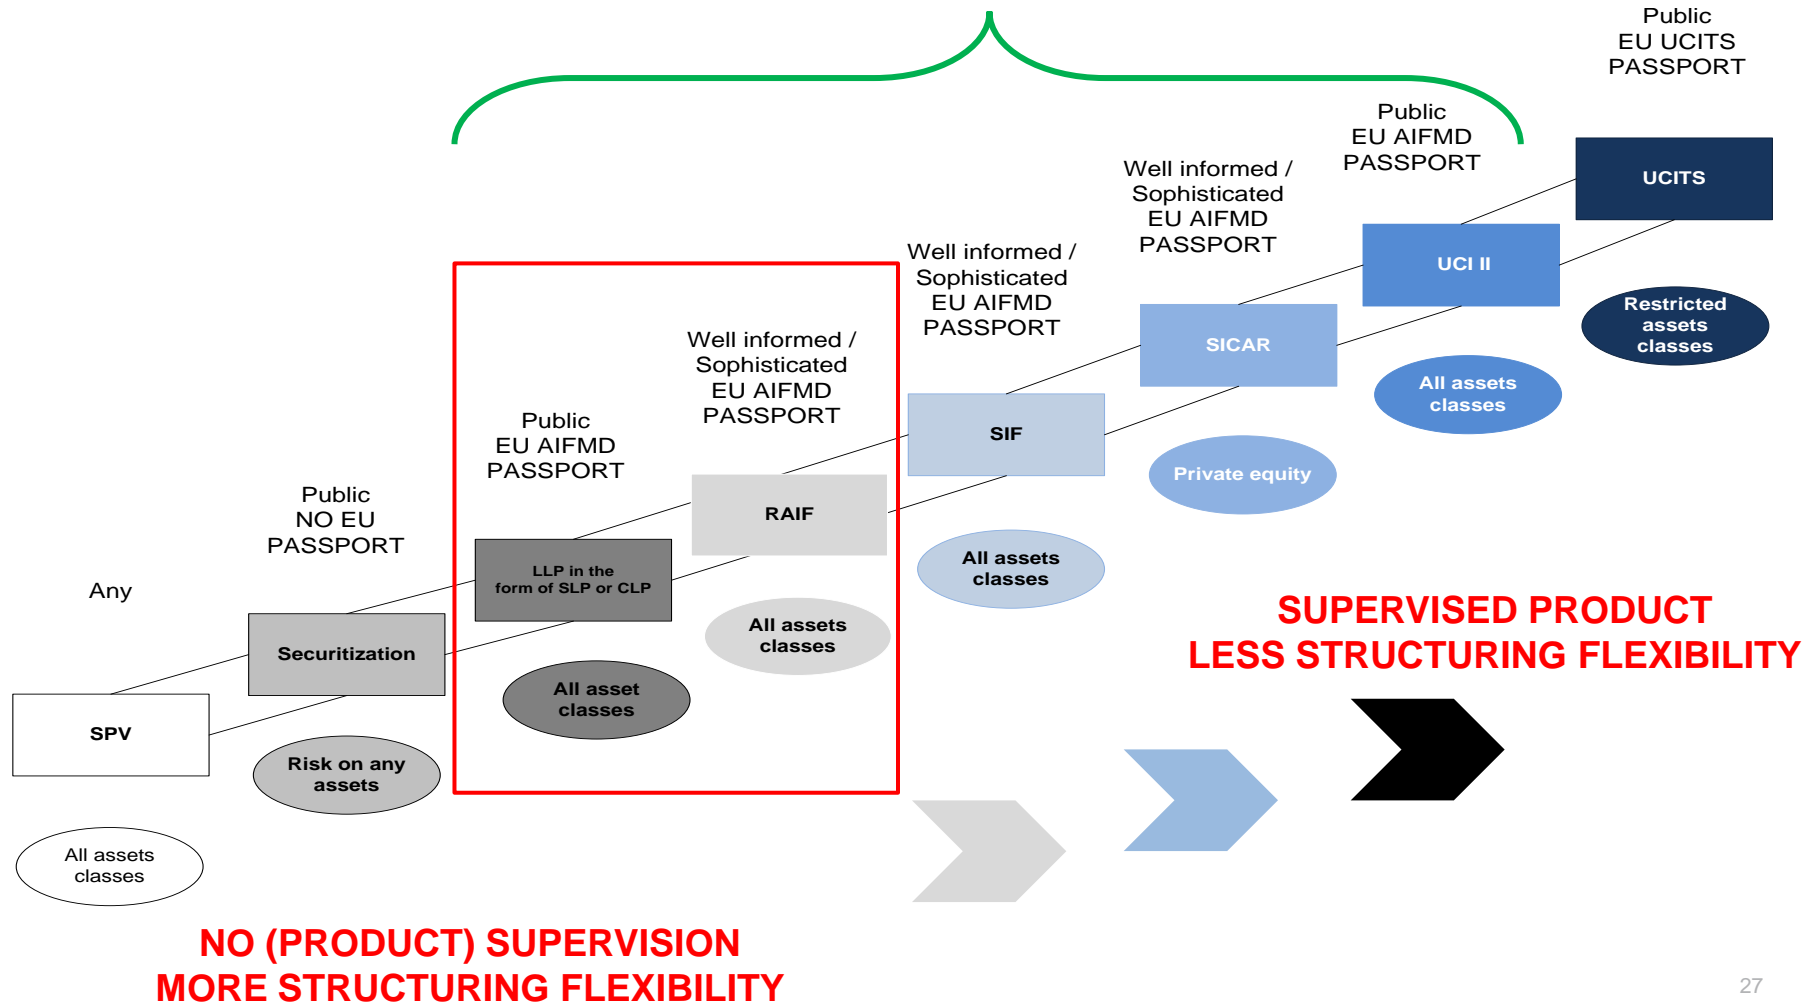 Public
EU UCITS
PASSPORT
UCITS
Restricted
assets
classes
Public
EU AIFMD
PASSPORT
UCI II
All assets
classes
Well informed /
Sophisticated
EU AIFMD
PASSPORT
SICAR
Private equity
Well informed /
Sophisticated
EU AIFMD
PASSPORT
SIF
All assets
classes
Well informed /
Sophisticated
EU AIFMD
PASSPORT
RAIF
All assets
classes
Public
EU AIFMD
PASSPORT
LLP in the
form of SLP or CLP
All asset
classes
Public
NO EU
PASSPORT
Securitization
Risk on any
assets
Any
SPV
All assets
classes
SUPERVISED PRODUCT
LESS STRUCTURING FLEXIBILITY
NO (PRODUCT) SUPERVISION
MORE STRUCTURING FLEXIBILITY
27